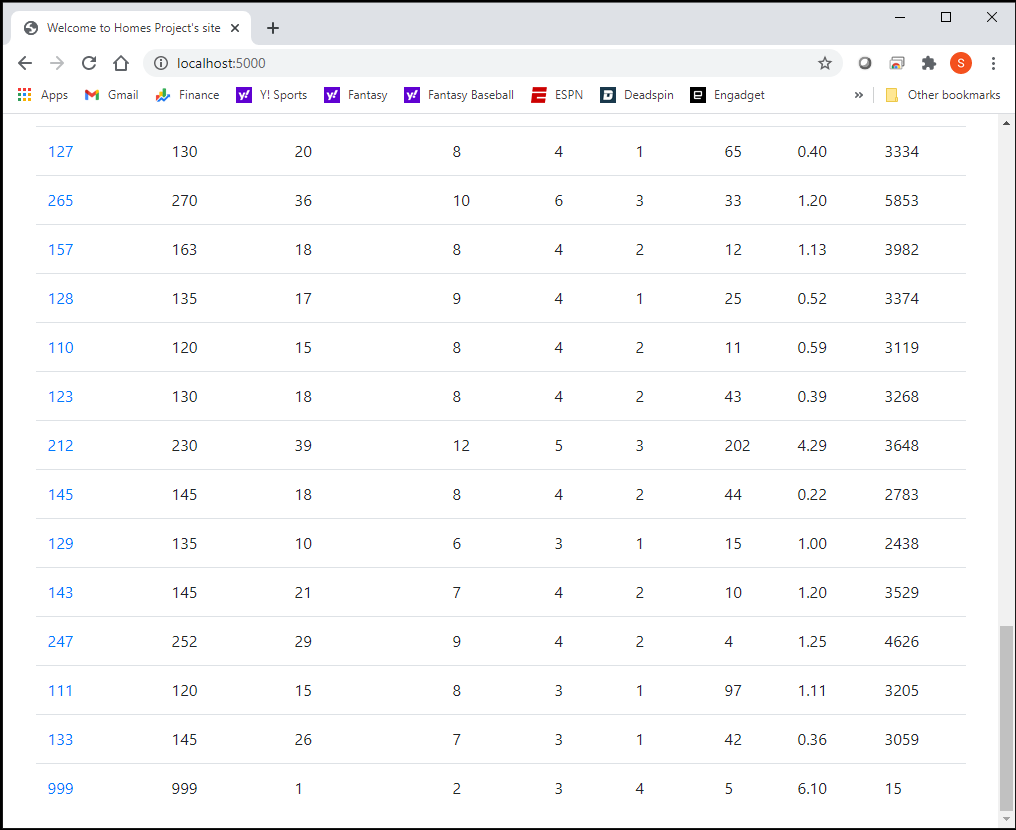 Welcome to Homes Project's site
localhost:5000
S
Apps Gmail Finance Y! Sports Fantasy Fantasy Baseball ESPN Deadspin Engadget » Other bookmarks
127 130 20 8 4 1 65 0.40 3334
265 270 36 10 6 3 33 1.20 5853
157 163 18 8 4 2 12 1.13 3982
128 135 17 9 4 1 25 0.52 3374
110 120 15 8 4 2 11 0.59 3119
123 130 18 8 4 2 43 0.39 3268
212 230 39 12 5 3 202 4.29 3648
145 145 18 8 4 2 44 0.22 2783
129 135 10 6 3 1 15 1.00 2438
143 145 21 7 4 2 10 1.20 3529
247 252 29 9 4 2 4 1.25 4626
111 120 15 8 3 1 97 1.11 3205
133 145 26 7 3 1 42 0.36 3059
999 999 1 2 3 4 5 6.10 15